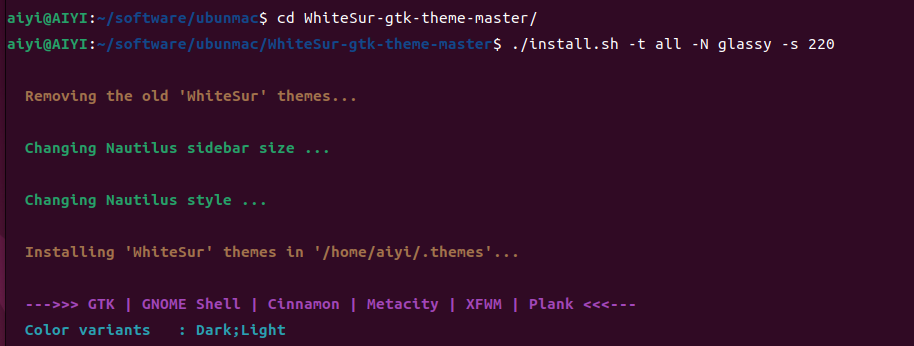 aiyi@AIYI:~/software/ubunmac$ cd WhiteSur-gtk-theme-master/
aiyi@AIYI:~/software/ubunmac/WhiteSur-gtk-theme-master$ ./install.sh -t all -N glassy -s 220
Removing the old 'WhiteSur' themes...
Changing Nautilus sidebar size ...
Changing Nautilus style ...
Installing 'WhiteSur' themes in '/home/aiyi/.themes'...
--->>> GTK | GNOME Shell | Cinnamon | Metacity | XFWM | Plank <<<---
Color variants   : Dark;Light